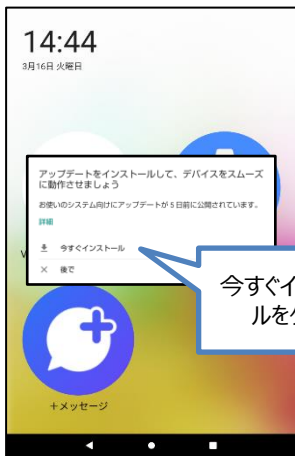 14:44
3月16日 火曜日
アップデートをインストールして、デバイスをスムーズ
に動作させましょう
お使いのシステム向けにアップデートが 5 日前に公開されています。
詳細
今すぐインストール
後で
V
今すぐイ
ルを
+メッセージ